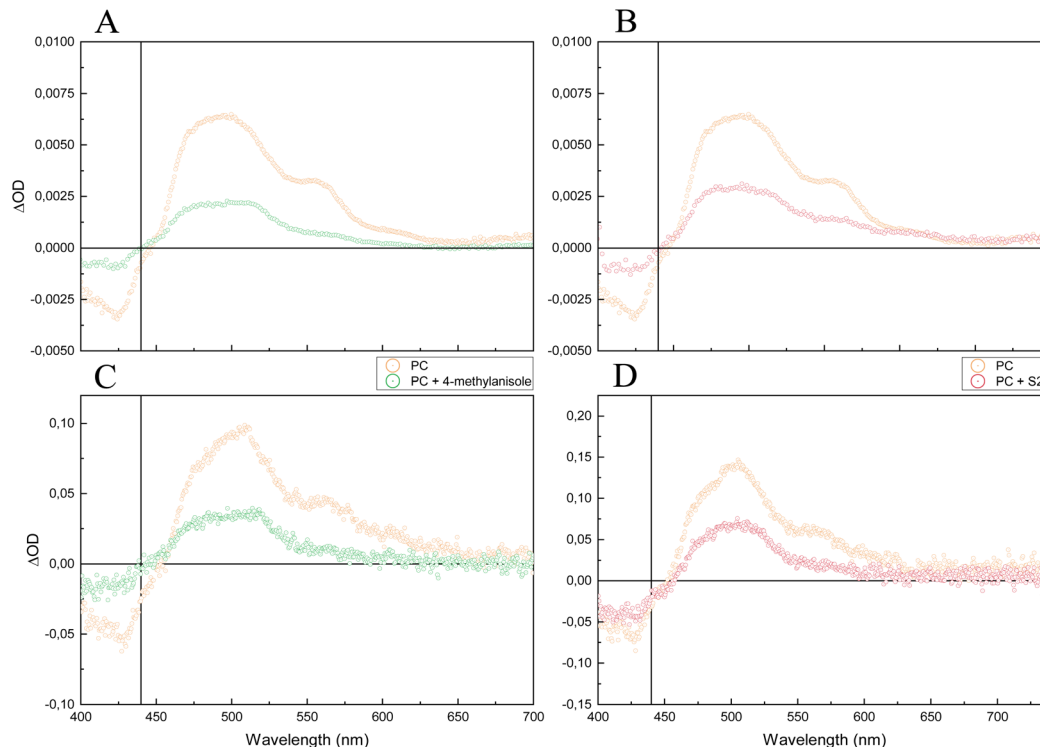 A
B
0,0100
0,0075
0,0050
0,0025
0,0000
-0,0025
-0,0050
ΔOD
0,0100
0,0075
0,0050
0,0025
0,0000
-0,0025
-0,0050
C
PC
PC + 4-methylanisole
D
PC
PC + S2
0,10
0,05
0,00
-0,05
-0,10
ΔOD
0,20
0,15
0,10
0,05
0,00
-0,05
-0,10
-0,15
400 450 500 550 600 650 700
Wavelength (nm)
400 450 500 550 600 650 700
Wavelength (nm)